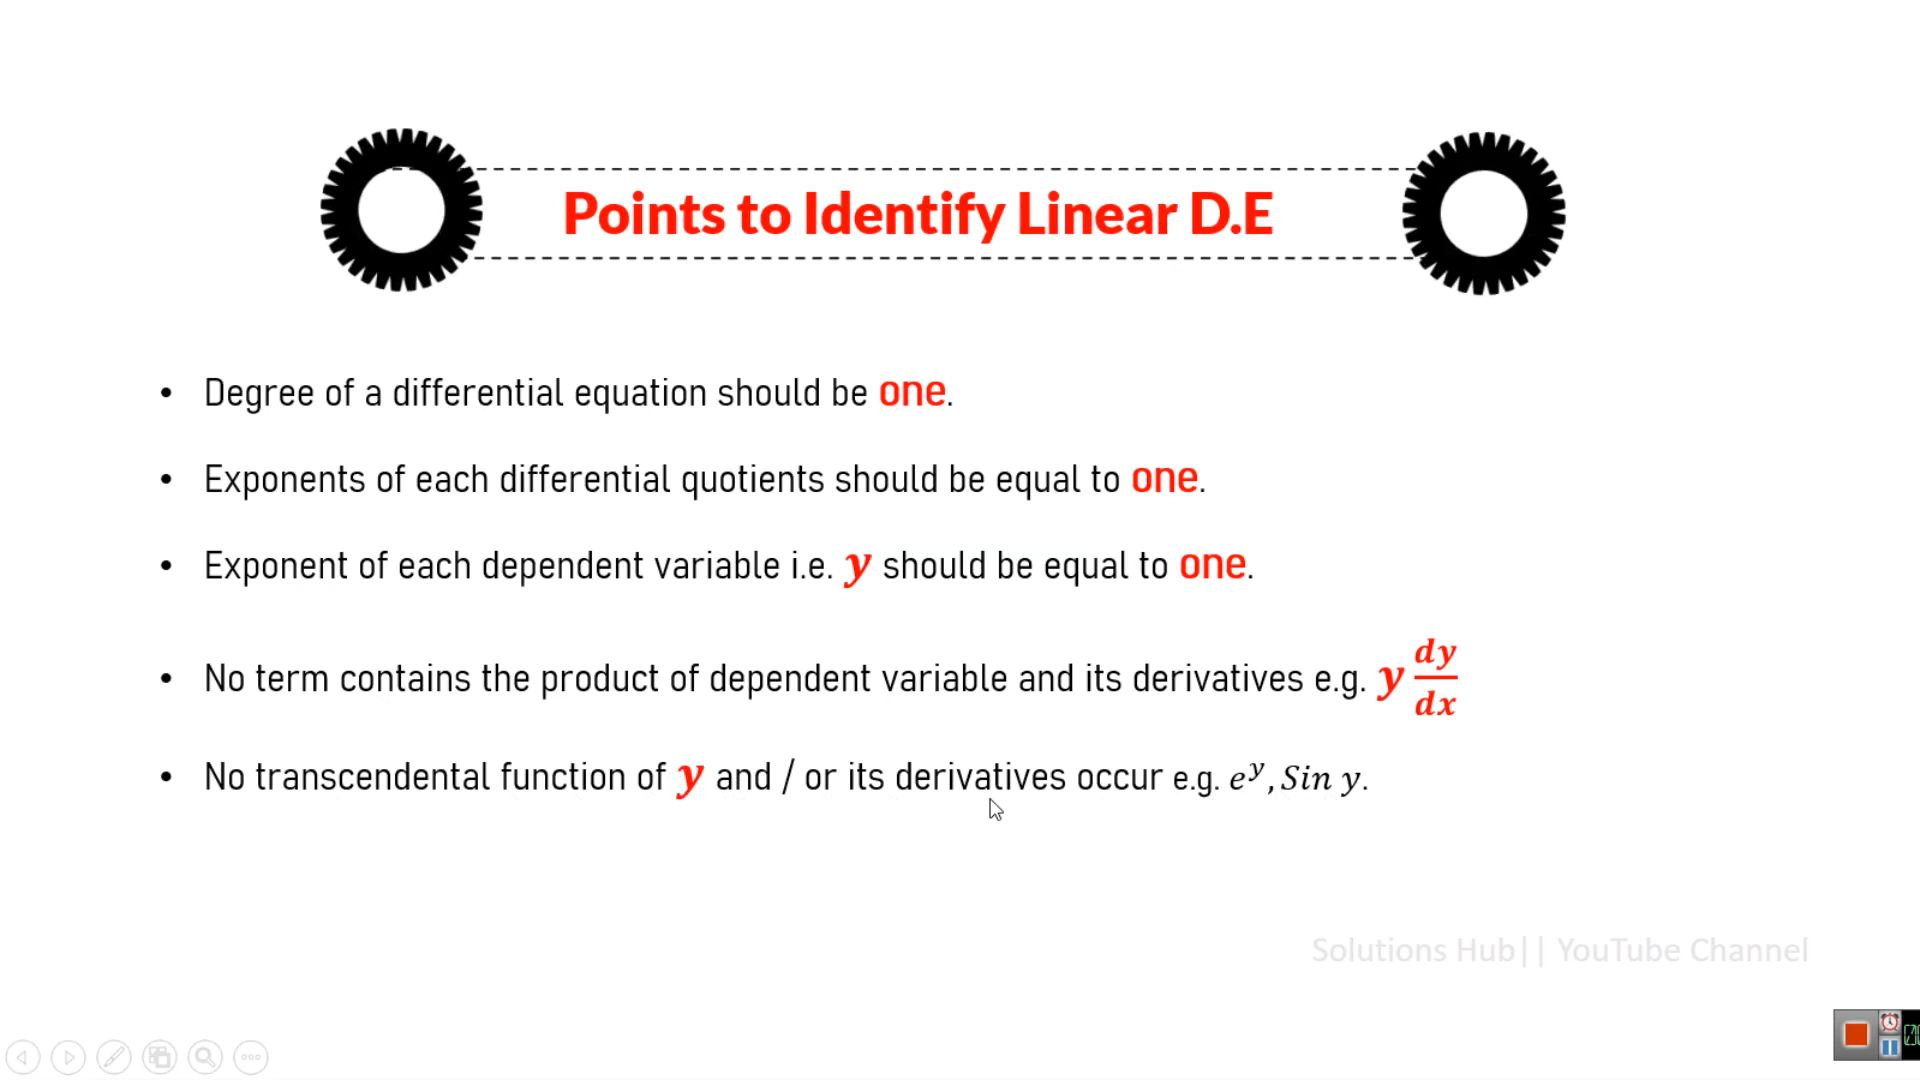 Points to Identify Linear D.E
• Degree of a differential equation should be one.
• Exponents of each differential quotients should be equal to one.
• Exponent of each dependent variable i.e. y should be equal to one.
• No term contains the product of dependent variable and its derivatives e.g. y dy/dx
• No transcendental function of y and / or its derivatives occur e.g. e^y, Sin y.
Solutions Hub|| YouTube Channel